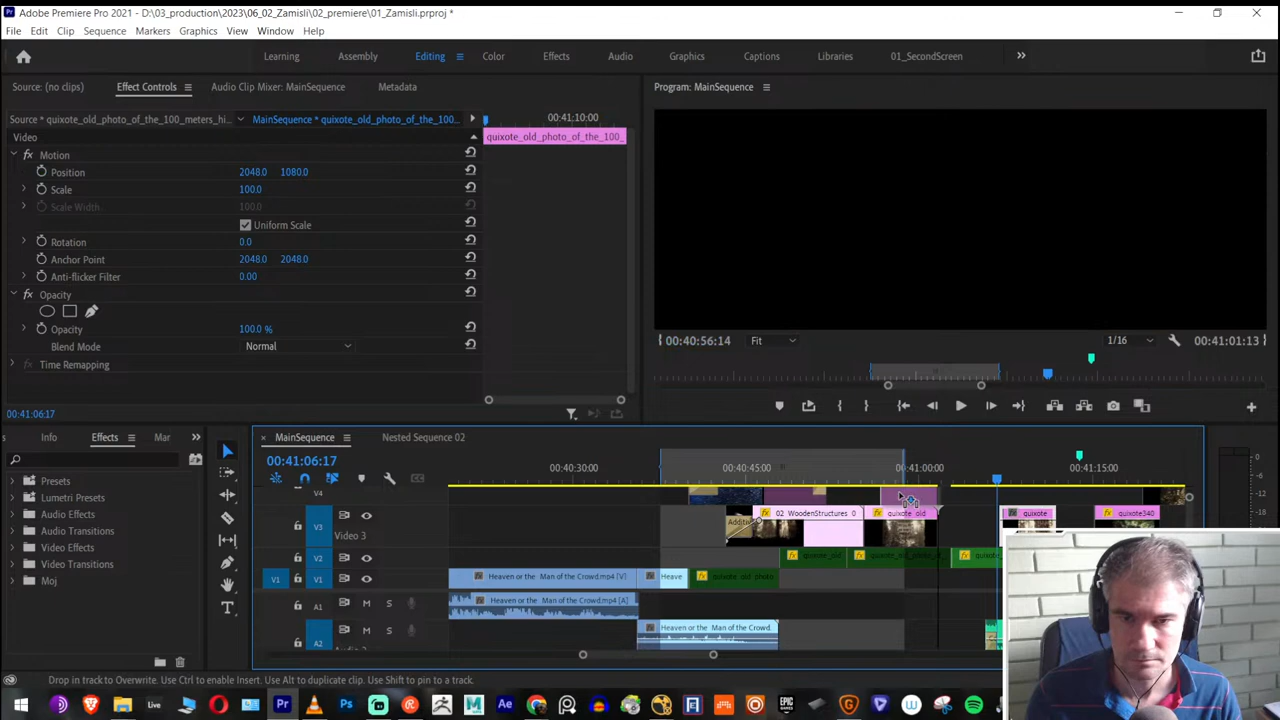 Adobe Premiere Pro 2021 - D:\03_production\2023\06_02_Zamisli\02_premiere\01_Zamisli.prproj *
File Edit Clip Sequence Markers Graphics View Window Help
Learning Assembly Editing Color Effects Audio Graphics Captions Libraries 01_SecondScreen
Source: (no clips) Effect Controls Audio Clip Mixer: MainSequence Metadata
Program: MainSequence
Source * quixote_old_photo_of_the_100_meters_hi... MainSequence * quixote_old_photo_of_the_100... 00:41:10:00
Video
quixote_old_photo_of_the_100_
fx Motion
Position 2048.0 1080.0
Scale 100.0
Scale Width 100.0
Uniform Scale
Rotation 0.0
Anchor Point 2048.0 2048.0
Anti-flicker Filter 0.00
fx Opacity
Opacity 100.0 %
Blend Mode Normal
fx Time Remapping
00:40:56:14 Fit 1/16 00:41:01:13
00:41:06:17
Info Effects Mar
MainSequence Nested Sequence 02
00:41:06:17
00:40:30:00 00:40:45:00 00:41:00:00 00:41:15:00
Presets
Lumetri Presets
Audio Effects
Audio Transitions
Video Effects
Video Transitions
Moj
V4
V3 Video 3
02_WoodenStructures_0 quixote_old quixote quixote340
V2
V1 V1
Heaven or the Man of the Crowd.mp4 [V] Heave quixote_old_photo
A1 M S
Heaven or the Man of the Crowd.mp4 [A]
A2 M S
Heaven or the Man of the Crowd.
Drop in track to Overwrite. Use Ctrl to enable Insert. Use Alt to duplicate clip. Use Shift to pin to a track.